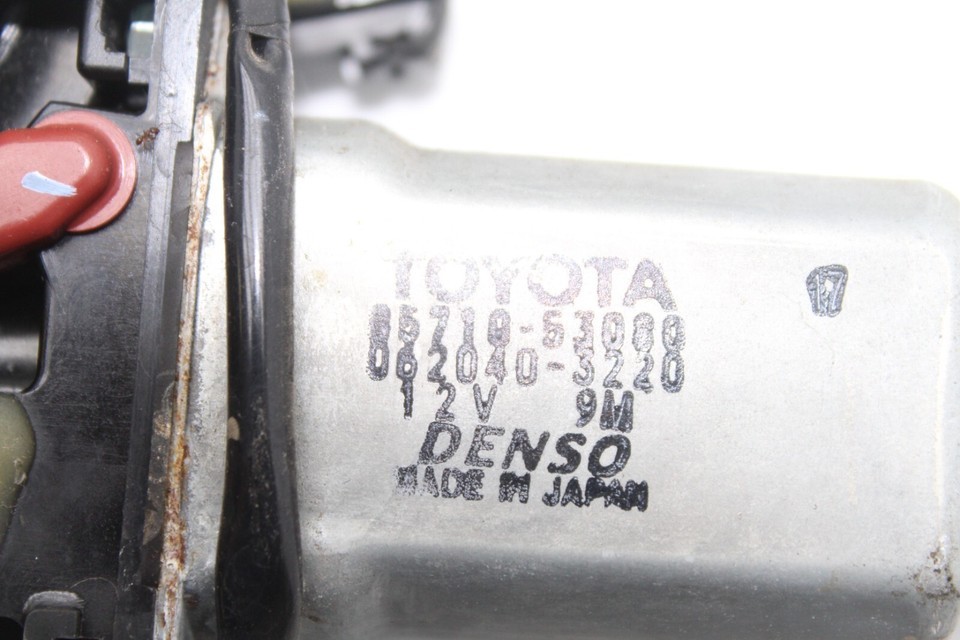 TOYOTA
85710-53080
062040-3220
12V 9M
DENSO
MADE IN JAPAN
17